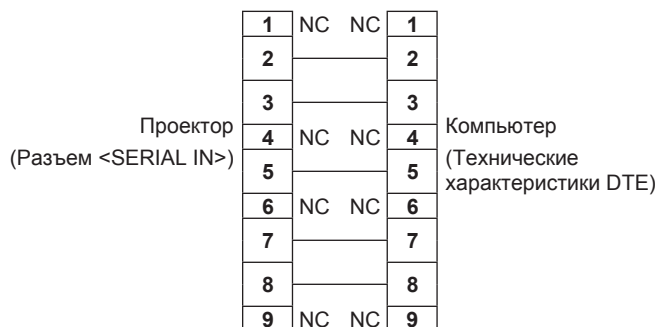 1 NC NC 1
2 2
3 3
Проектор
(Разъем <SERIAL IN>)
4 NC NC 4
5 5
6 NC NC 6
7 7
8 8
9 NC NC 9
Компьютер
(Технические
характеристики DTE)